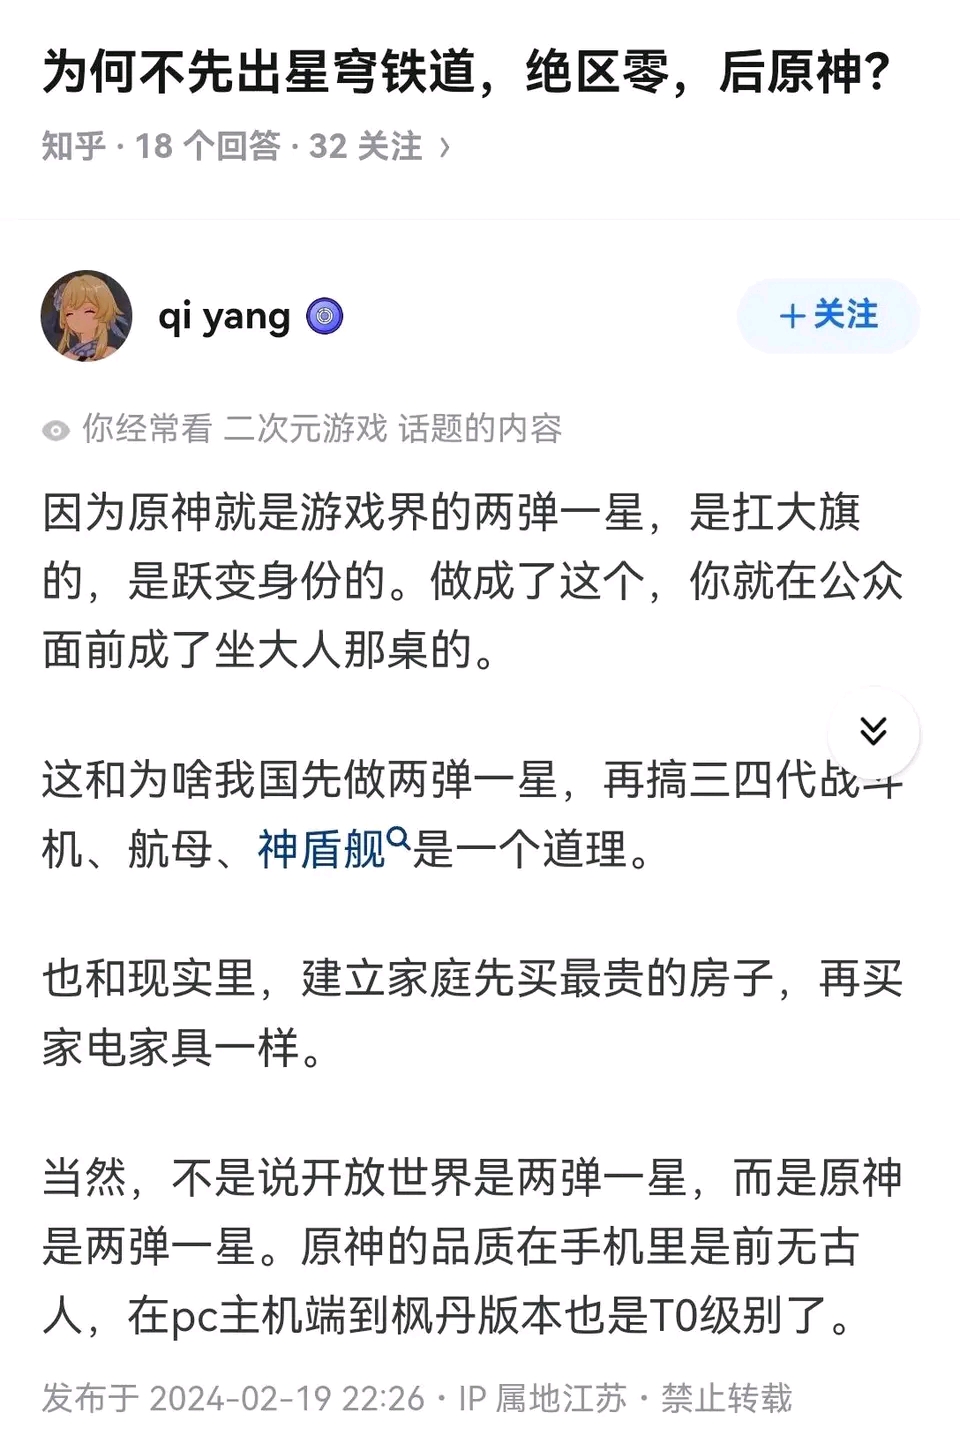 为何不先出星穹铁道，绝区零，后原神？
知乎 · 18 个回答 · 32 关注 >
qi yang
＋关注
你经常看 二次元游戏 话题的内容
因为原神就是游戏界的两弹一星，是扛大旗
的，是跃变身份的。做成了这个，你就在公众
面前成了坐大人那桌的。
这和为啥我国先做两弹一星，再搞三四代战斗
机、航母、神盾舰是一个道理。
也和现实里，建立家庭先买最贵的房子，再买
家电家具一样。
当然，不是说开放世界是两弹一星，而是原神
是两弹一星。原神的品质在手机里是前无古
人，在pc主机端到枫丹版本也是T0级别了。
发布于 2024-02-19 22:26 · IP 属地江苏 · 禁止转载